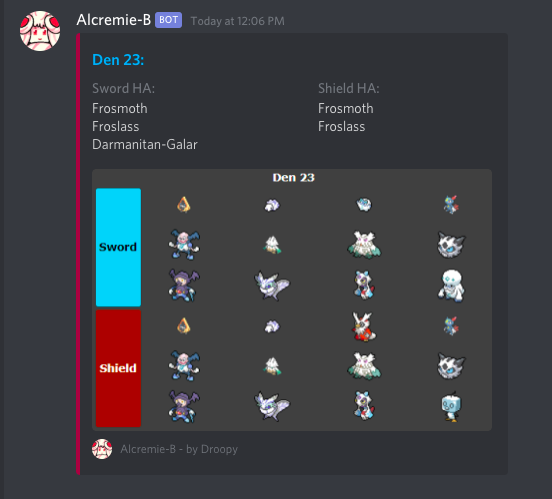 Alcremie-B BOT Today at 12:06 PM
Den 23:
Sword HA:
Frosmoth
Froslass
Darmanitan-Galar
Shield HA:
Frosmoth
Froslass
Den 23
Sword
Shield
Alcremie-B - by Droopy